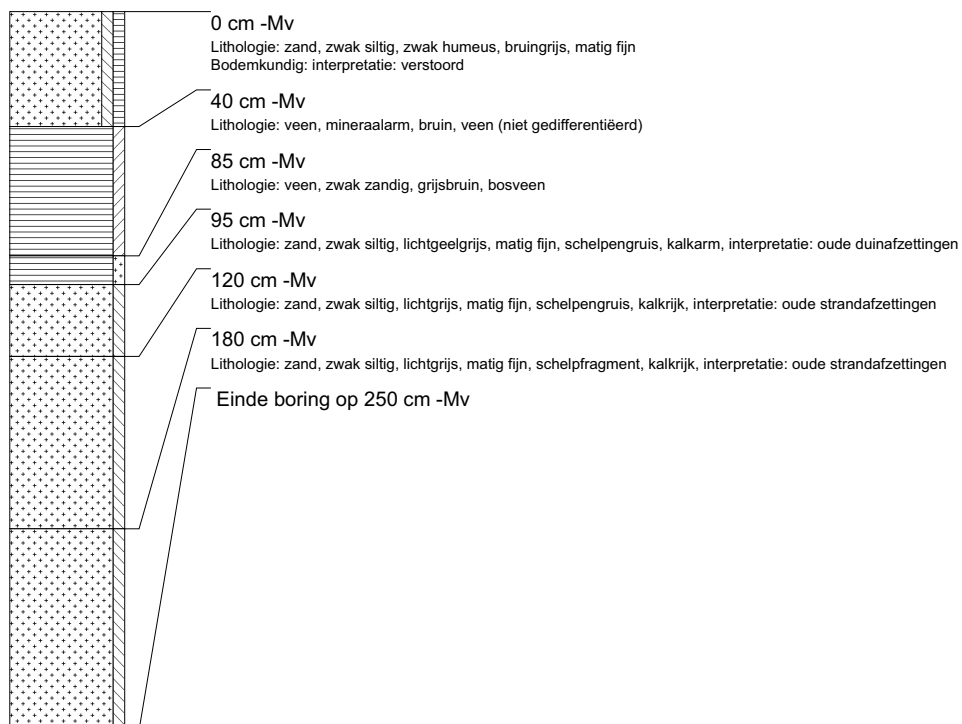 0 cm -Mv
Lithologie: zand, zwak siltig, zwak humeus, bruingrijs, matig fijn
Bodemkundig: interpretatie: verstoord
40 cm -Mv
Lithologie: veen, mineraalarm, bruin, veen (niet gedifferentiëerd)
85 cm -Mv
Lithologie: veen, zwak zandig, grijsbruin, bosveen
95 cm -Mv
Lithologie: zand, zwak siltig, lichtgeelgrijs, matig fijn, schelpengruis, kalkarm, interpretatie: oude duinafzettingen
120 cm -Mv
Lithologie: zand, zwak siltig, lichtgrijs, matig fijn, schelpengruis, kalkrijk, interpretatie: oude strandafzettingen
180 cm -Mv
Lithologie: zand, zwak siltig, lichtgrijs, matig fijn, schelpfragment, kalkrijk, interpretatie: oude strandafzettingen
Einde boring op 250 cm -Mv